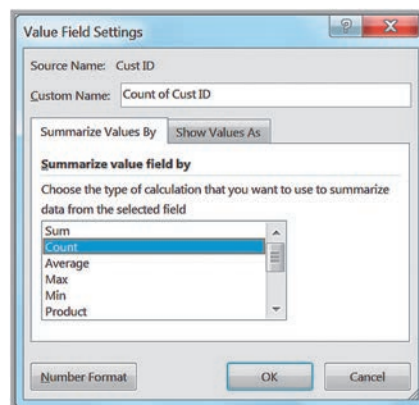 Value Field Settings
Source Name: Cust ID
Custom Name: Count of Cust ID
Summarize Values By Show Values As
Summarize value field by
Choose the type of calculation that you want to use to summarize
data from the selected field
Sum
Count
Average
Max
Min
Product
Number Format OK Cancel